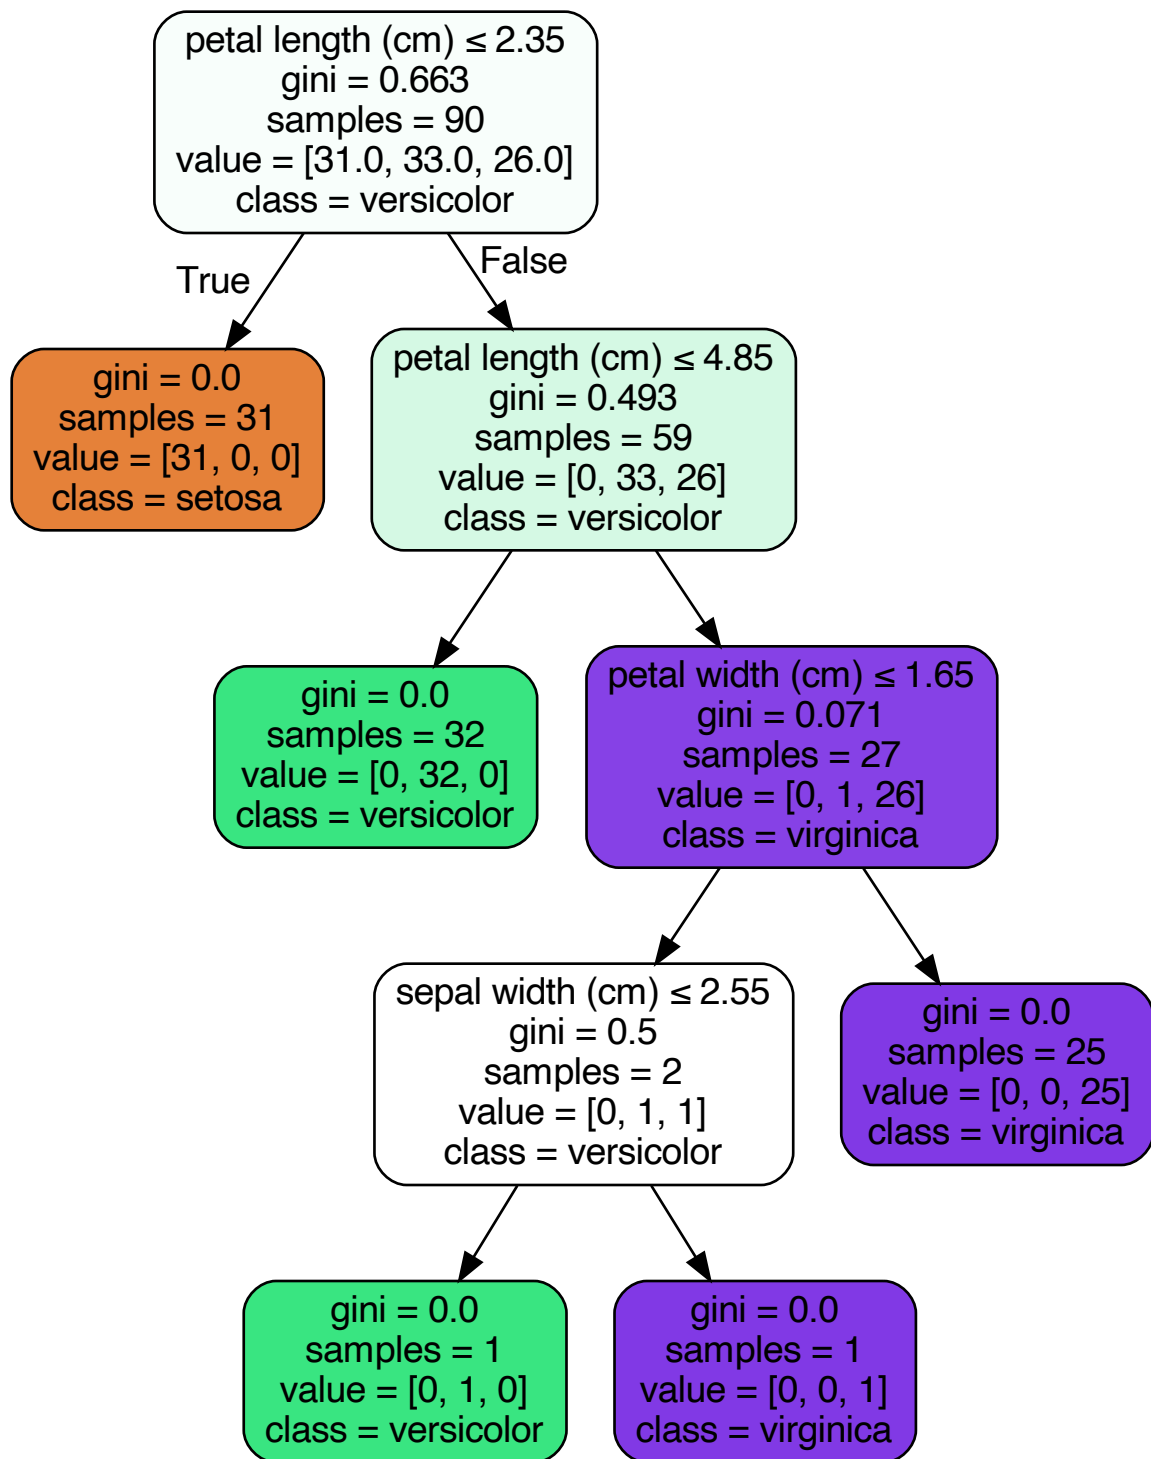 petal length (cm) ≤ 2.35
gini = 0.663
samples = 90
value = [31.0, 33.0, 26.0]
class = versicolor
True
False
gini = 0.0
samples = 31
value = [31, 0, 0]
class = setosa
petal length (cm) ≤ 4.85
gini = 0.493
samples = 59
value = [0, 33, 26]
class = versicolor
gini = 0.0
samples = 32
value = [0, 32, 0]
class = versicolor
petal width (cm) ≤ 1.65
gini = 0.071
samples = 27
value = [0, 1, 26]
class = virginica
sepal width (cm) ≤ 2.55
gini = 0.5
samples = 2
value = [0, 1, 1]
class = versicolor
gini = 0.0
samples = 25
value = [0, 0, 25]
class = virginica
gini = 0.0
samples = 1
value = [0, 1, 0]
class = versicolor
gini = 0.0
samples = 1
value = [0, 0, 1]
class = virginica